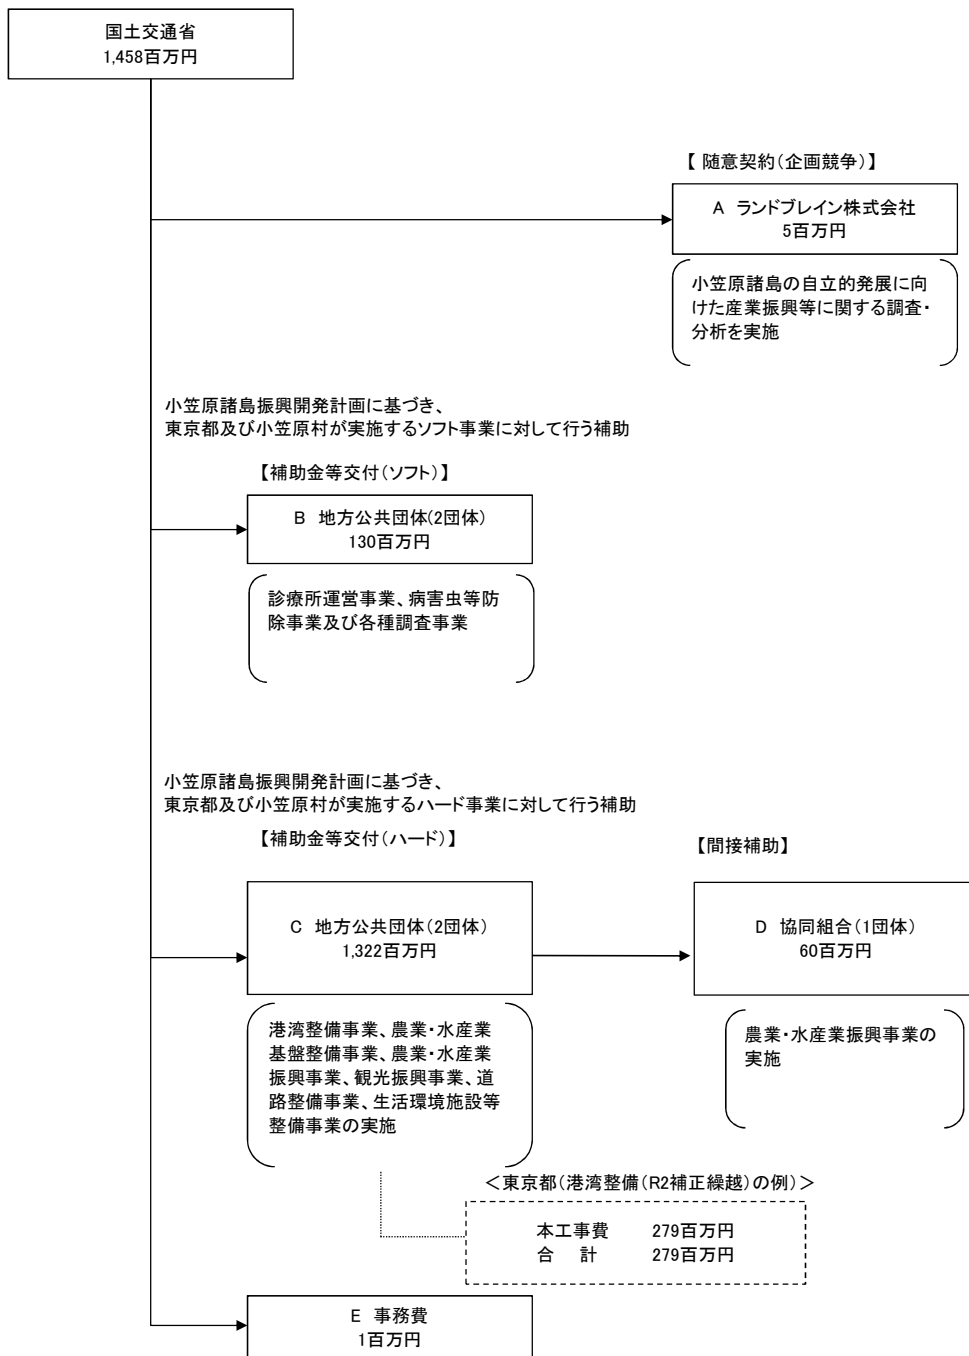 国土交通省
1,458百万円
【 随意契約(企画競争)】
A ランドブレイン株式会社
5百万円
小笠原諸島の自立的発展に向
けた産業振興等に関する調査・
分析を実施
小笠原諸島振興開発計画に基づき、
東京都及び小笠原村が実施するソフト事業に対して行う補助
【補助金等交付(ソフト)】
B 地方公共団体(2団体)
130百万円
診療所運営事業、病害虫等防
除事業及び各種調査事業
小笠原諸島振興開発計画に基づき、
東京都及び小笠原村が実施するハード事業に対して行う補助
【補助金等交付(ハード)】
【間接補助】
C 地方公共団体(2団体)
1,322百万円
D 協同組合(1団体)
60百万円
港湾整備事業、農業・水産業
基盤整備事業、農業・水産業
振興事業、観光振興事業、道
路整備事業、生活環境施設等
整備事業の実施
農業・水産業振興事業の
実施
<東京都(港湾整備(R2補正繰越)の例)>
本工事費 279百万円
合 計 279百万円
E 事務費
1百万円